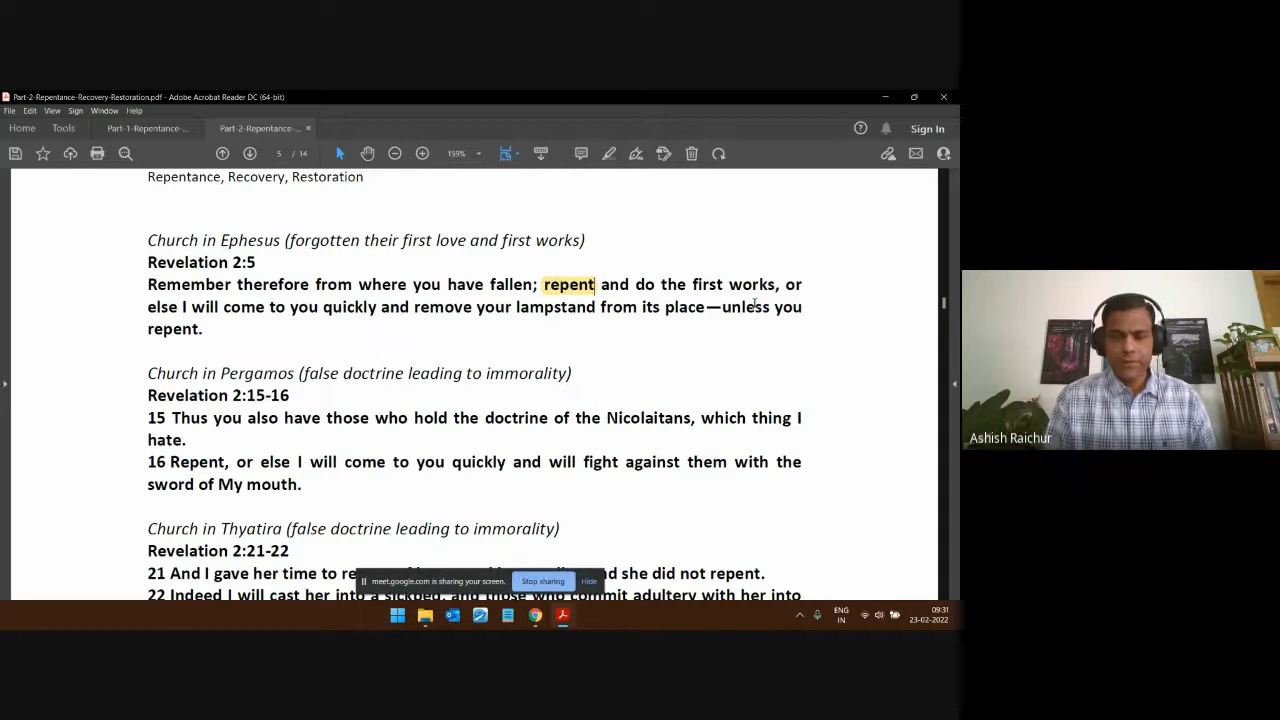 Part-2-Repentance-Recovery-Restoration.pdf - Adobe Acrobat Reader DC (64-bit)
File Edit View Sign Window Help
Home Tools Part-1-Repentance-... Part-2-Repentance-... × Sign In
5 / 14 159%
Repentance, Recovery, Restoration
Church in Ephesus (forgotten their first love and first works)
Revelation 2:5
Remember therefore from where you have fallen; repent and do the first works, or
else I will come to you quickly and remove your lampstand from its place—unless you
repent.
Church in Pergamos (false doctrine leading to immorality)
Revelation 2:15-16
15 Thus you also have those who hold the doctrine of the Nicolaitans, which thing I
hate.
16 Repent, or else I will come to you quickly and will fight against them with the
sword of My mouth.
Church in Thyatira (false doctrine leading to immorality)
Revelation 2:21-22
21 And I gave her time to she did not repent.
22 Indeed I will cast her into a sickbed, and those who commit adultery with her into
meet.google.com is sharing your screen. Stop sharing Hide
ENG
IN
09:31
23-02-2022
Ashish Raichur